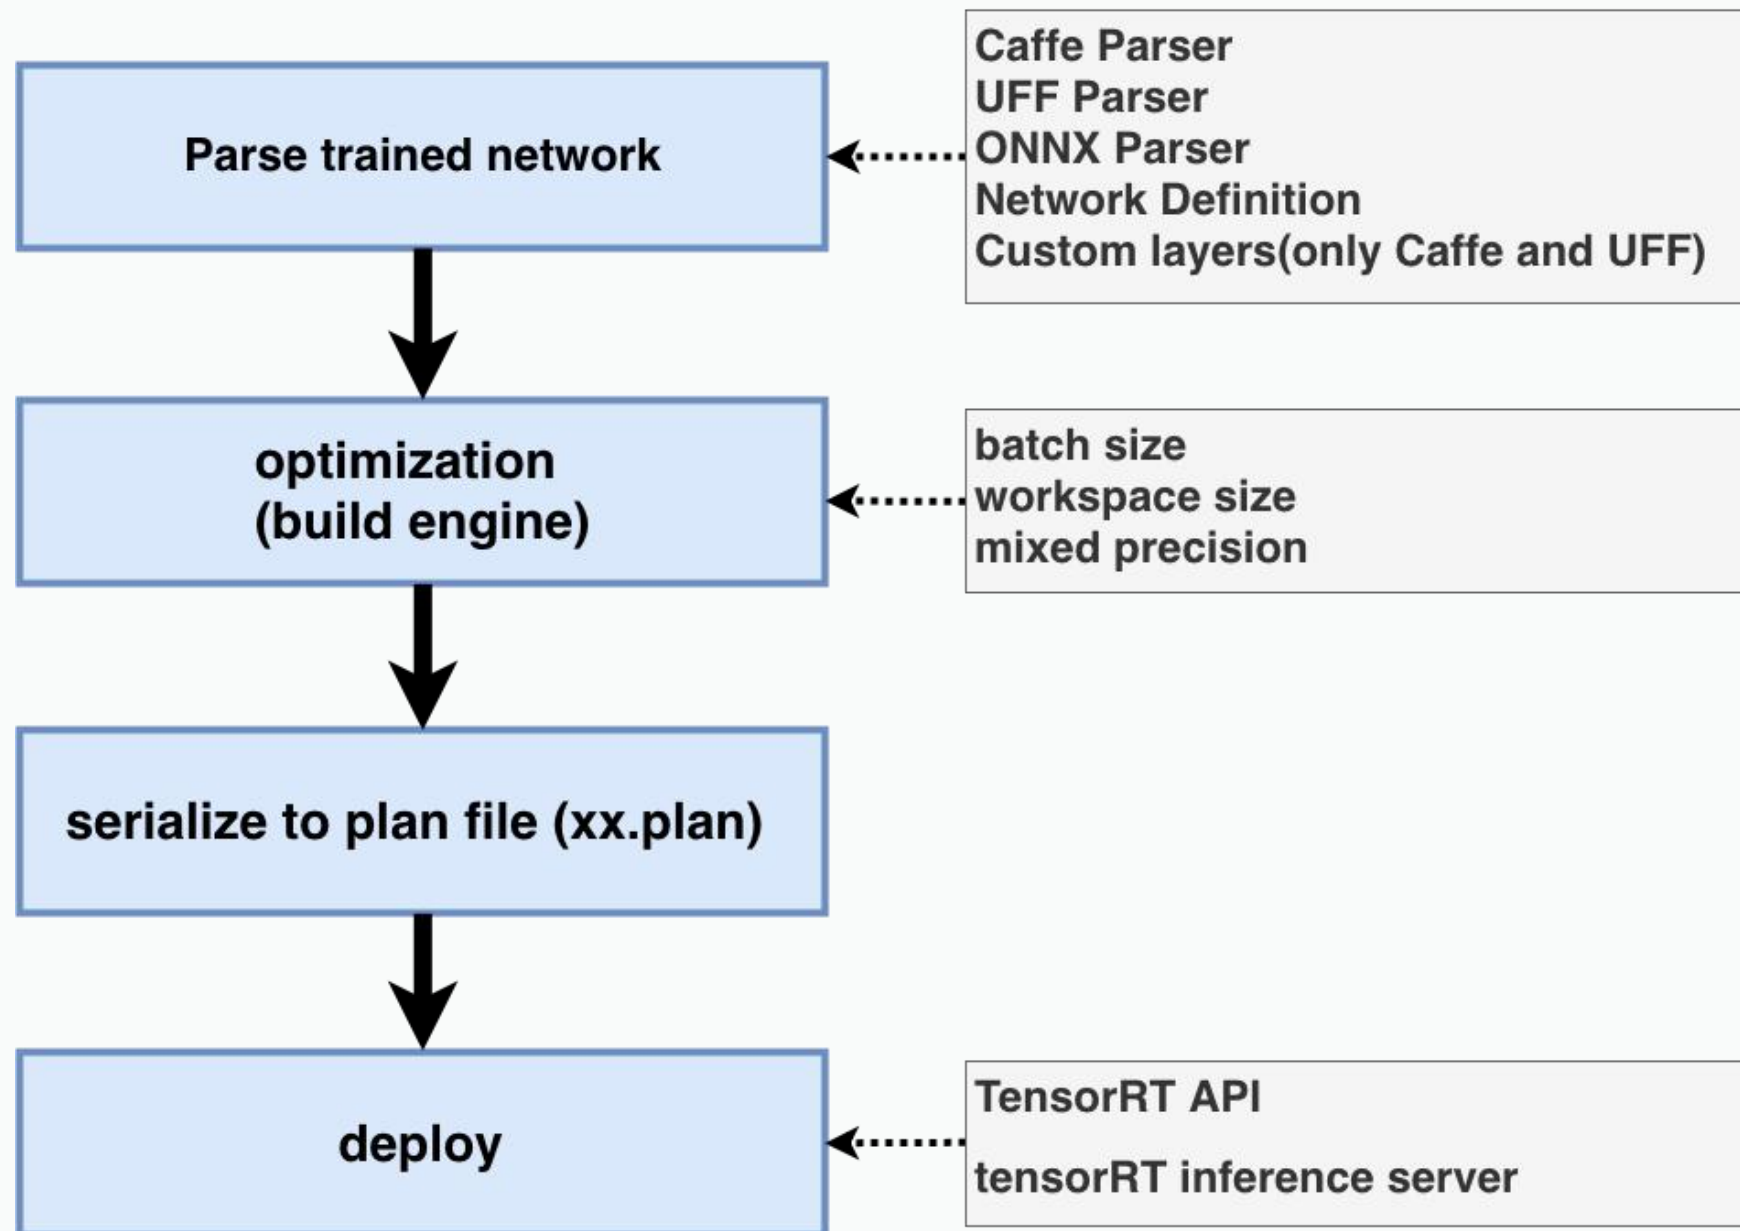 Parse trained network
Caffe Parser
UFF Parser
ONNX Parser
Network Definition
Custom layers(only Caffe and UFF)
optimization
(build engine)
batch size
workspace size
mixed precision
serialize to plan file (xx.plan)
deploy
TensorRT API
tensorRT inference server